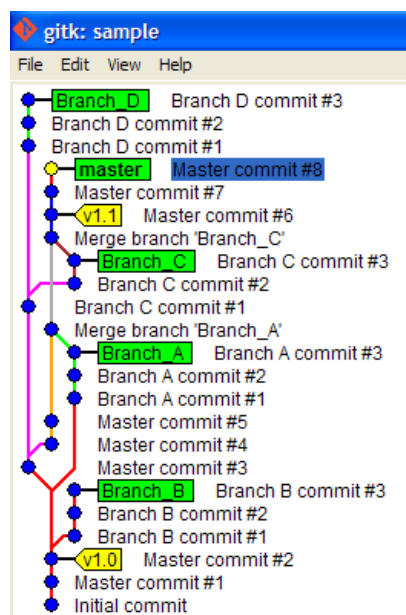 gitk: sample
File Edit View Help
Branch_D Branch D commit #3
Branch D commit #2
Branch D commit #1
master Master commit #8
Master commit #7
v1.1 Master commit #6
Merge branch 'Branch_C'
Branch_C Branch C commit #3
Branch C commit #2
Branch C commit #1
Merge branch 'Branch_A'
Branch_A Branch A commit #3
Branch A commit #2
Branch A commit #1
Master commit #5
Master commit #4
Master commit #3
Branch_B Branch B commit #3
Branch B commit #2
Branch B commit #1
v1.0 Master commit #2
Master commit #1
Initial commit